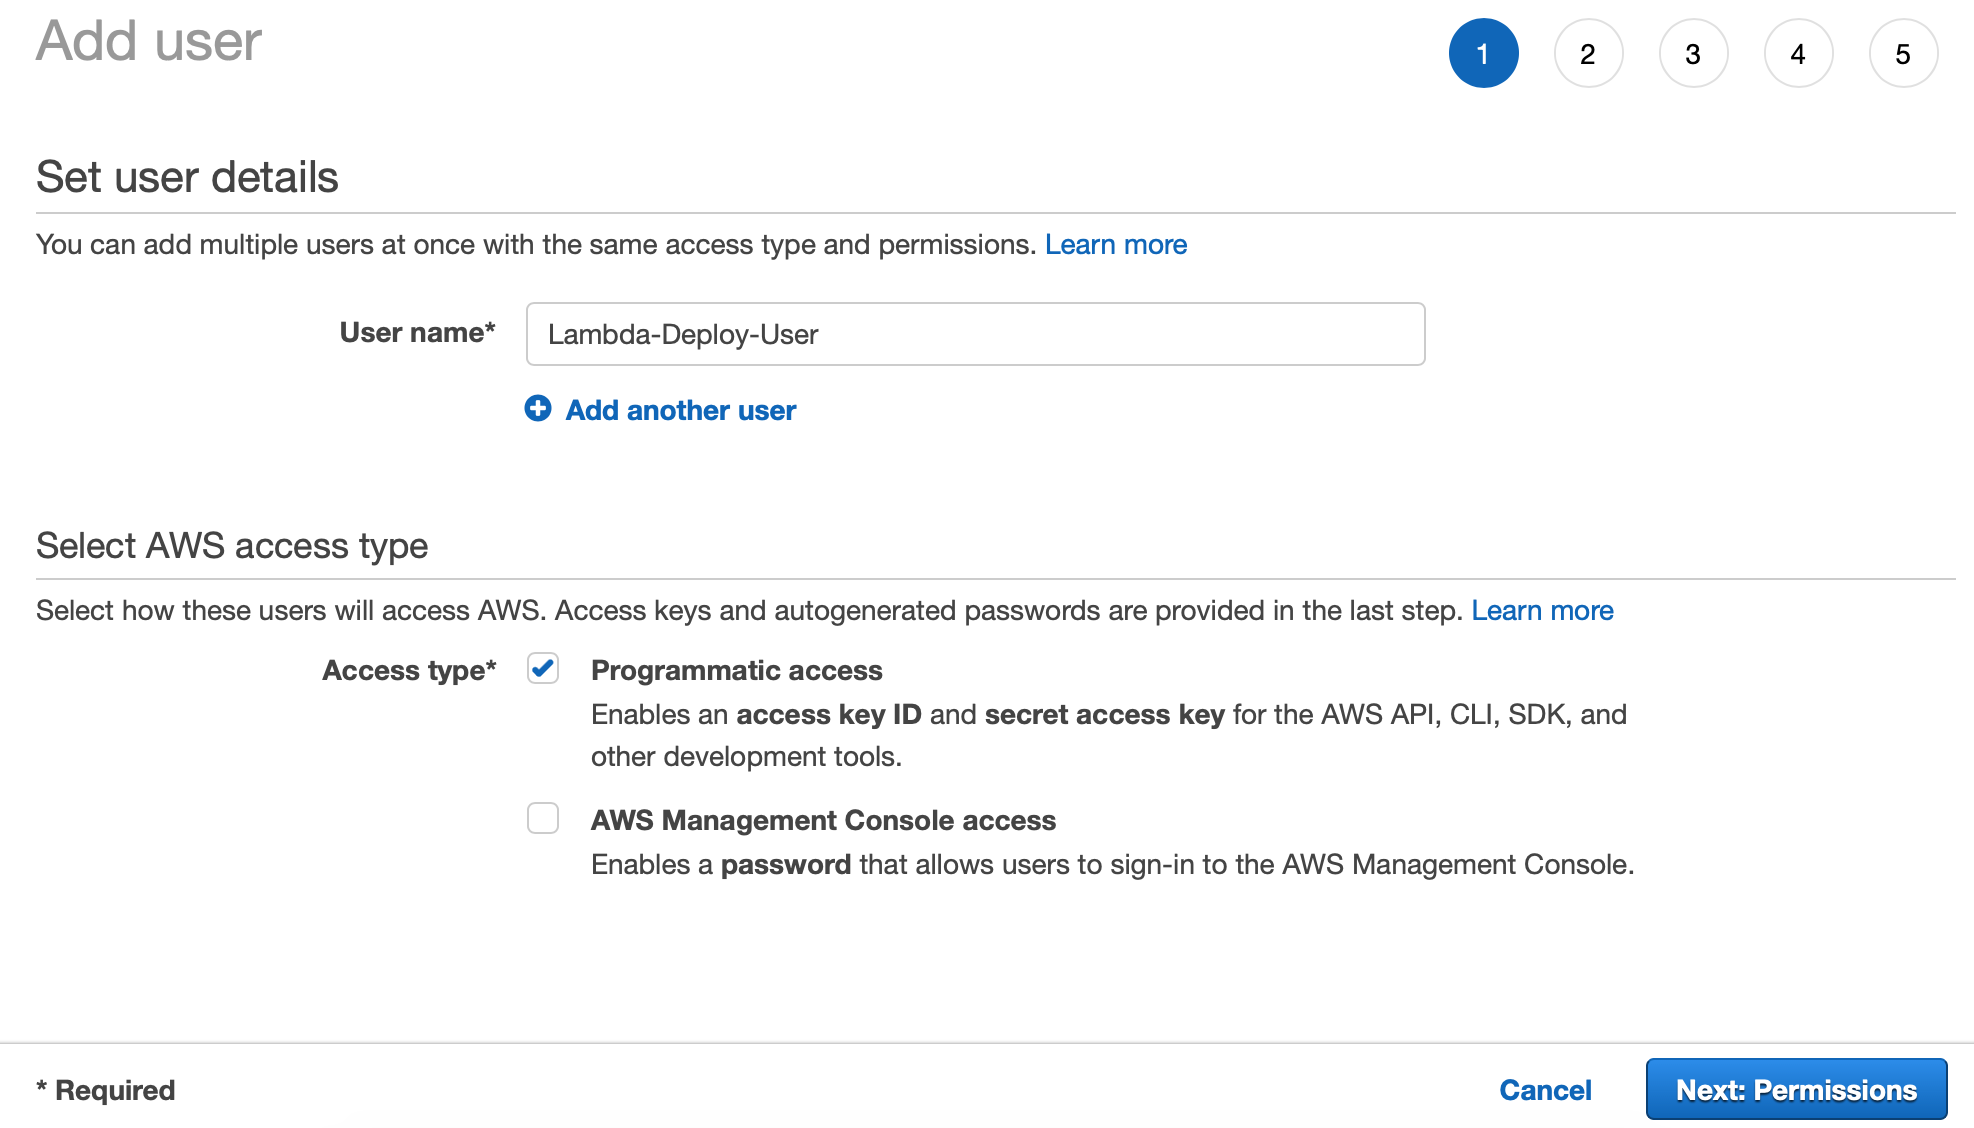 Add user
1 2 3 4 5
Set user details
You can add multiple users at once with the same access type and permissions. Learn more
User name* Lambda-Deploy-User
Add another user
Select AWS access type
Select how these users will access AWS. Access keys and autogenerated passwords are provided in the last step. Learn more
Access type* Programmatic access
Enables an access key ID and secret access key for the AWS API, CLI, SDK, and
other development tools.
AWS Management Console access
Enables a password that allows users to sign-in to the AWS Management Console.
* Required Cancel Next: Permissions